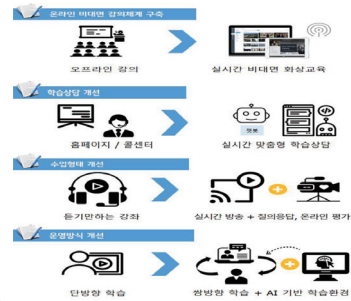 온라인 비대면 강의체계 구축
오프라인 강의
실시간 비대면 화상교육
학습상담 개선
챗봇
홈페이지 / 콜센터
실시간 맞춤형 학습상담
수업형태 개선
듣기만하는 강좌
실시간 방송 + 질의응답, 온라인 평가
운영방식 개선
단방향 학습
쌍방향 학습 + AI 기반 학습환경